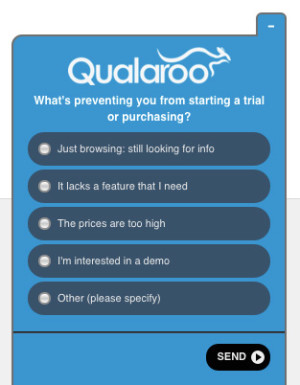 Qualaroo
What's preventing you from starting a trial
or purchasing?
Just browsing: still looking for info
It lacks a feature that I need
The prices are too high
I'm interested in a demo
Other (please specify)
SEND